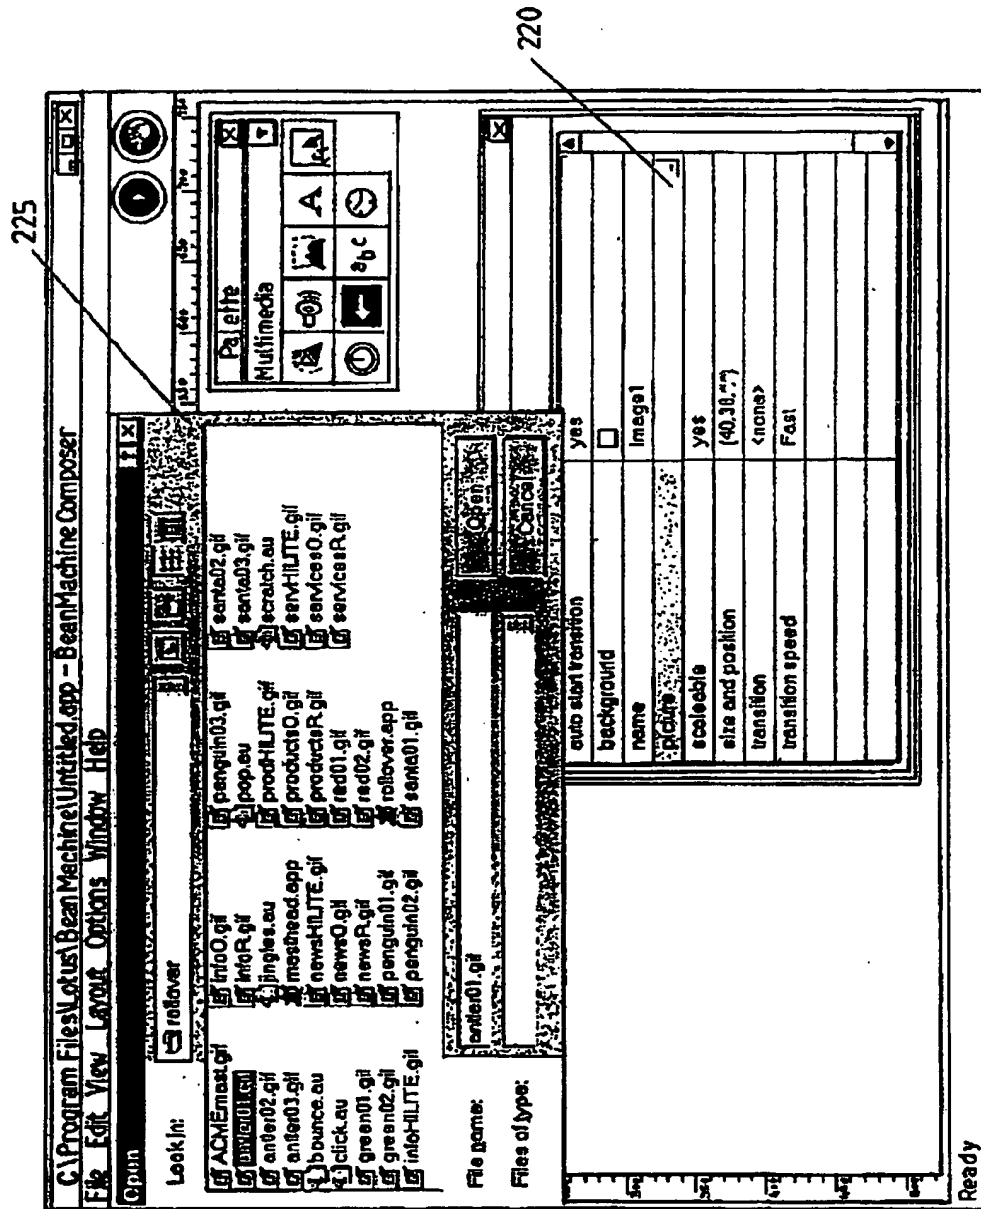 225
C:\Program Files\Lotus\BeanMachine\Untitled.app - BeanMachine Composer
File Edit View Layout Options Window Help
Open
Look in:
rollover
ACMEmast.gif
antler02.gif
antler03.gif
bounce.au
click.au
green01.gif
green02.gif
infoHILITE.gif
infoO.gif
infoR.gif
jingles.au
masthead.app
newsHILITE.gif
newsO.gif
newsR.gif
penguin01.gif
penguin02.gif
penguin03.gif
pop.au
prodHILITE.gif
productsO.gif
productsR.gif
red01.gif
red02.gif
rollover.app
santa01.gif
santa02.gif
santa03.gif
scratch.au
servHILITE.gif
servicesO.gif
servicesR.gif
File name:
antler01.gif
Open
Files of type:
Cancel
Palette
Multimedia
A
abc
220
auto start transition yes
background
name Image1
picture
scaleable yes
size and position
transition <none>
transition speed Fast
Ready